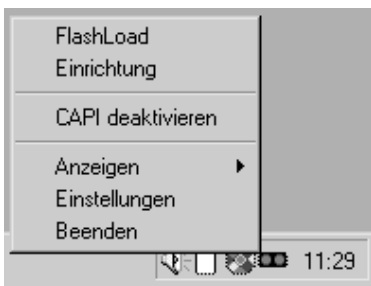 FlashLoad
Einrichtung
CAPI deaktivieren
Anzeigen
Einstellungen
Beenden
11:29